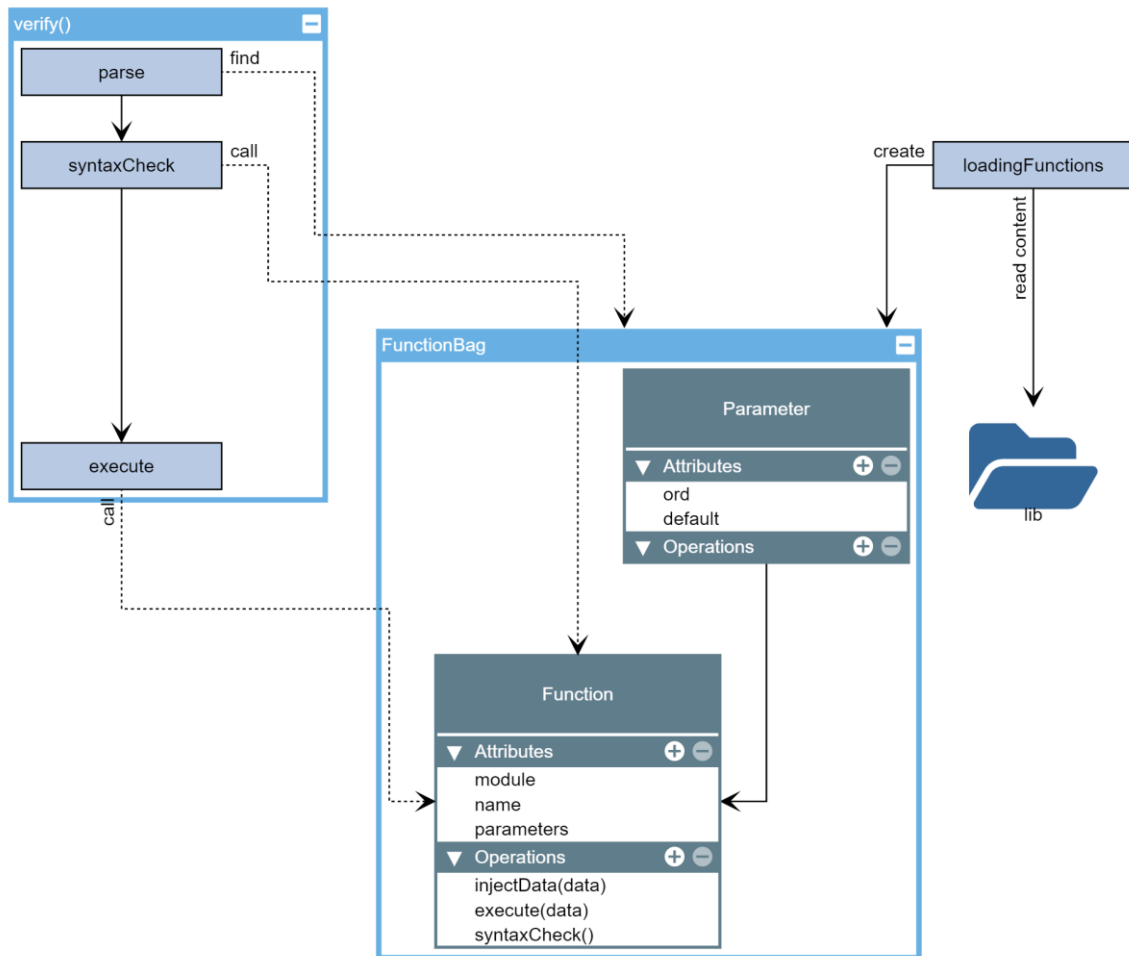 verify()
parse
find
syntaxCheck
call
create
loadingFunctions
read content
FunctionBag
Parameter
Attributes
ord
default
Operations
execute
call
lib
Function
Attributes
module
name
parameters
Operations
injectData(data)
execute(data)
syntaxCheck()